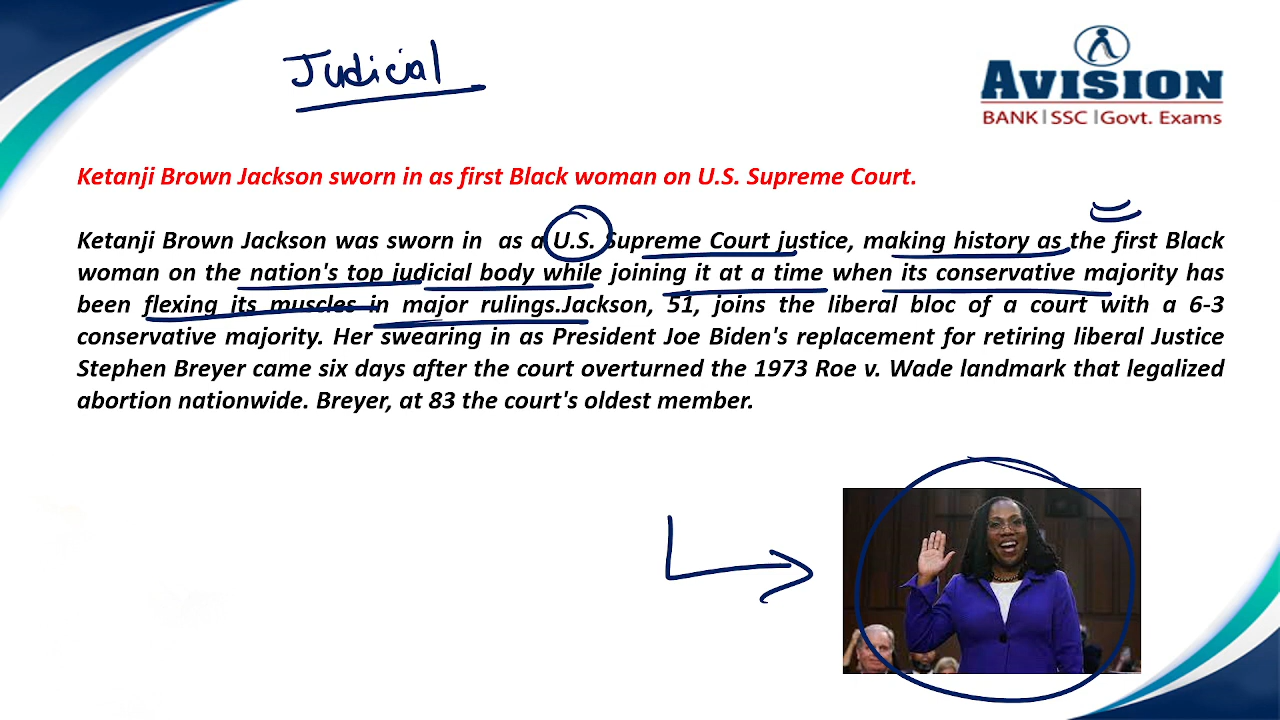 Judicial
AVISION
BANK | SSC | Govt. Exams
Ketanji Brown Jackson sworn in as first Black woman on U.S. Supreme Court.
Ketanji Brown Jackson was sworn in as a U.S. Supreme Court justice, making history as the first Black
woman on the nation's top judicial body while joining it at a time when its conservative majority has
been flexing its muscles in major rulings.Jackson, 51, joins the liberal bloc of a court with a 6-3
conservative majority. Her swearing in as President Joe Biden's replacement for retiring liberal Justice
Stephen Breyer came six days after the court overturned the 1973 Roe v. Wade landmark that legalized
abortion nationwide. Breyer, at 83 the court's oldest member.